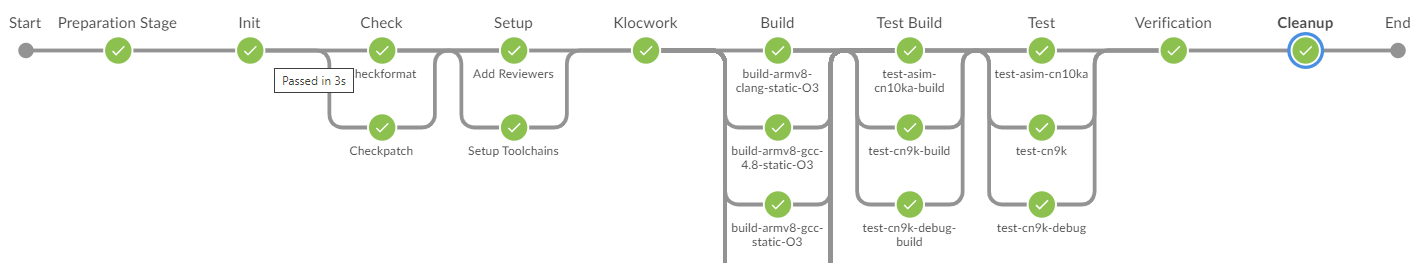 Start
Preparation Stage
Init
Check
Setup
Klocwork
Build
Test Build
Test
Verification
Cleanup
End
Passed in 3s
heckformat
Add Reviewers
build-armv8-
clang-static-O3
test-asim-
cn10ka-build
test-asim-cn10ka
Checkpatch
Setup Toolchains
build-armv8-gcc-
4.8-static-O3
test-cn9k-build
test-cn9k
build-armv8-gcc-
static-O3
test-cn9k-debug-
build
test-cn9k-debug